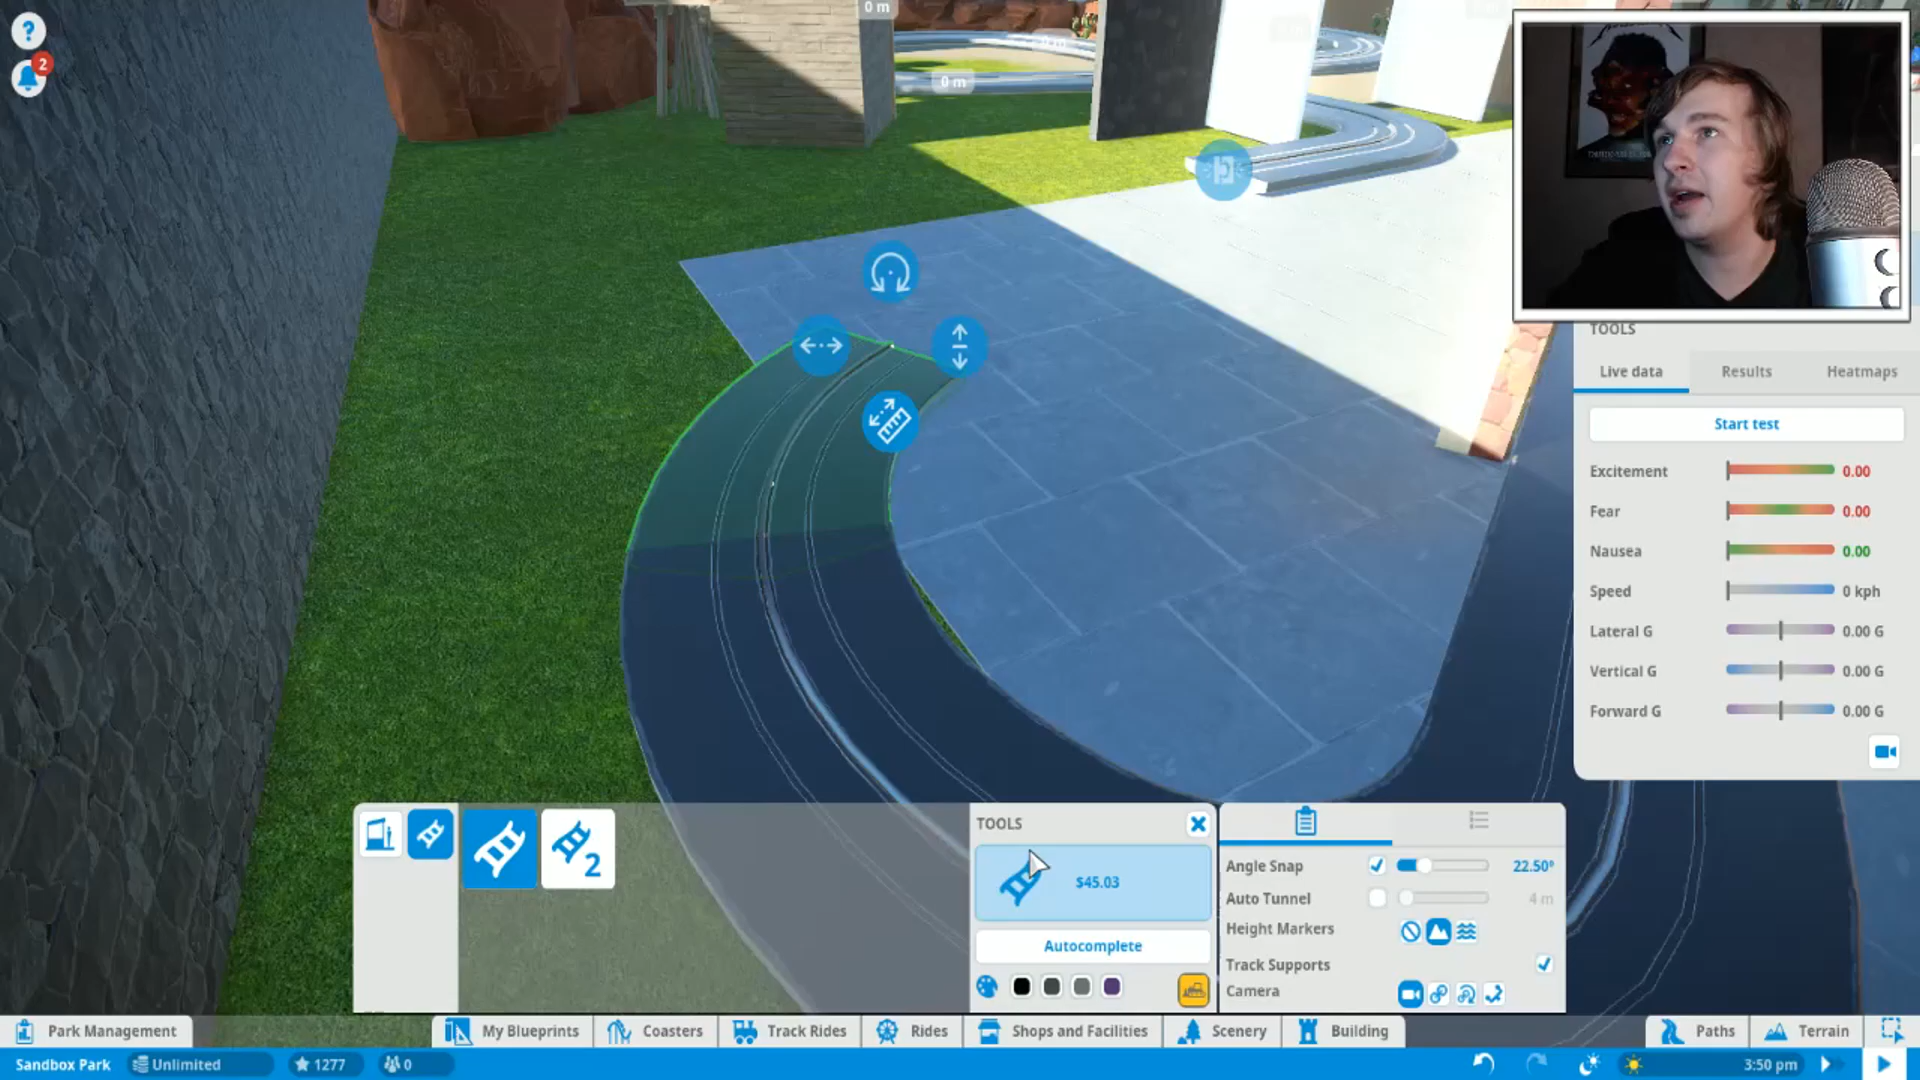 ?
2
0 m
0 m
TOOLS
Live data
Results
Heatmaps
Start test
Excitement 0.00
Fear 0.00
Nausea 0.00
Speed 0 kph
Lateral G 0.00 G
Vertical G 0.00 G
Forward G 0.00 G
2
TOOLS
$45.03
Autocomplete
Angle Snap 22.50°
Auto Tunnel 4 m
Height Markers
Track Supports
Camera
Park Management
My Blueprints
Coasters
Track Rides
Rides
Shops and Facilities
Scenery
Building
Paths
Terrain
Sandbox Park
Unlimited
1277
0
3:50 pm